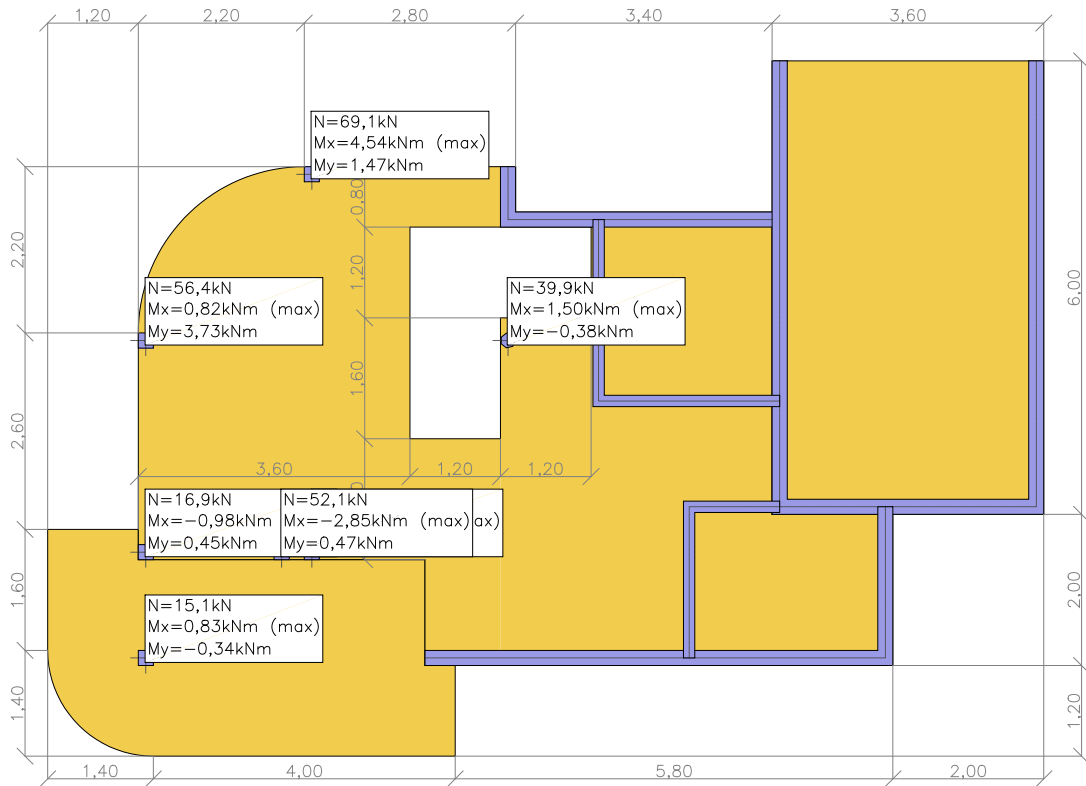 1,20 2,20 2,80 3,40 3,60
N=69,1kN
Mx=4,54kNm (max)
My=1,47kNm
0,80
2,20
1,20
6,00
N=56,4kN
Mx=0,82kNm (max)
My=3,73kNm
N=39,9kN
Mx=1,50kNm (max)
My=−0,38kNm
1,60
2,60
3,60 1,20 1,20
N=16,9kN
Mx=−0,98kNm
My=0,45kNm
N=52,1kN
Mx=−2,85kNm (max)
My=0,47kNm
ax)
1,60
2,00
N=15,1kN
Mx=0,83kNm (max)
My=−0,34kNm
1,40
1,20
1,40 4,00 5,80 2,00